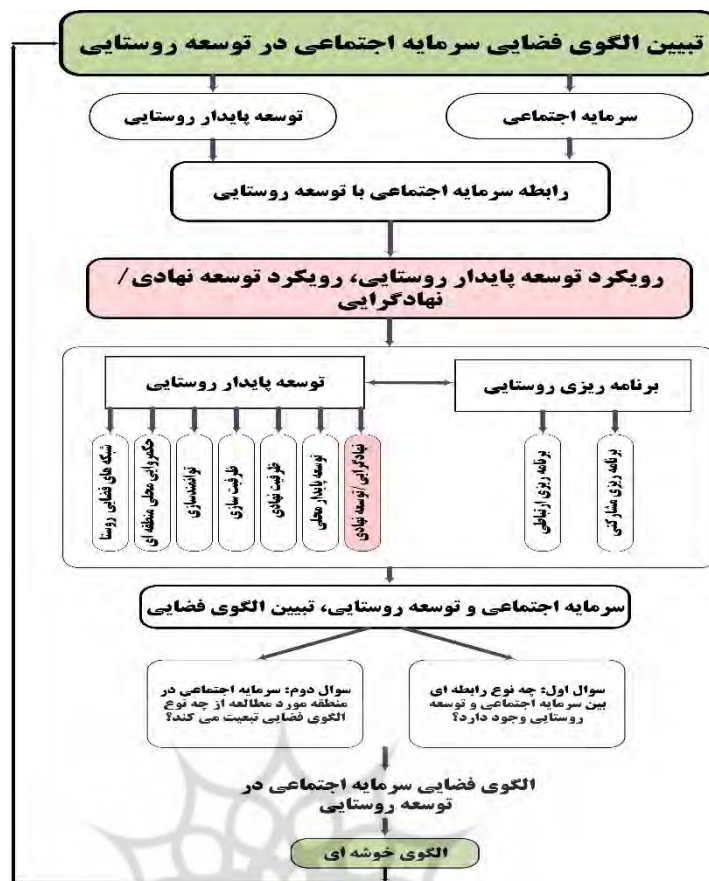 تبیین الگوی فضایی سرمایه اجتماعی در توسعه روستایی
سرمایه اجتماعی
توسعه پایدار روستایی
رابطه سرمایه اجتماعی با توسعه روستایی
رویکرد توسعه پایدار روستایی، رویکرد توسعه نهادی/
نهادگرایی
برنامه ریزی روستایی
توسعه پایدار روستایی
برنامه ریزی مشارکتی
برنامه ریزی ارتباطی
نهادگرایی/توسعه نهادی
توسعه پایدار محلی
ظرفیت نهادی
ظرفیت سازی
توانمندسازی
حکمروایی محلی منطقه ای
شبکه های فضایی روستا
سرمایه اجتماعی و توسعه روستایی، تبیین الگوی فضایی
سوال اول: چه نوع رابطه ای
بین سرمایه اجتماعی و توسعه
روستایی وجود دارد؟
سوال دوم: سرمایه اجتماعی در
منطقه مورد مطالعه از چه نوع
الگوی فضایی تبعیت می کند؟
الگوی فضایی سرمایه اجتماعی در
توسعه روستایی
الگوی خوشه ای